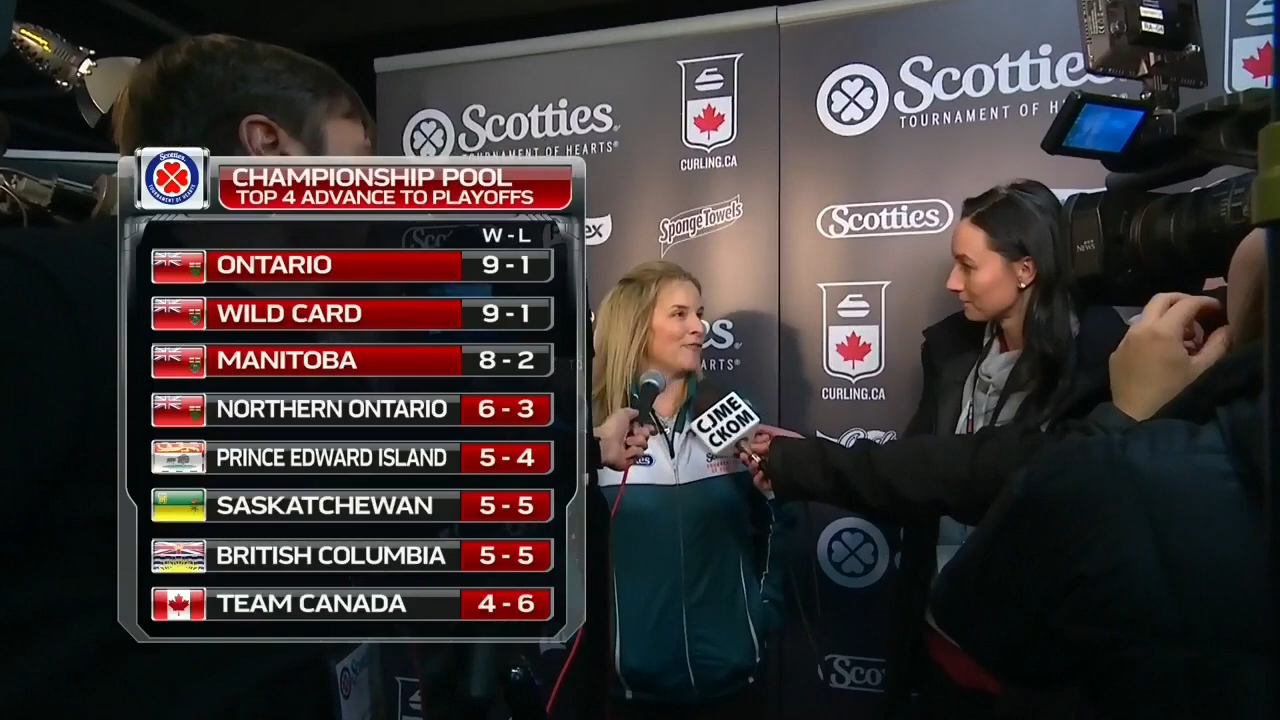 Scotties
TOURNAMENT OF HEARTS®
CURLING.CA
Scotties
TOURNAMENT OF
Scotties
CHAMPIONSHIP POOL
TOP 4 ADVANCE TO PLAYOFFS
W - L
ONTARIO 9 - 1
WILD CARD 9 - 1
MANITOBA 8 - 2
NORTHERN ONTARIO 6 - 3
PRINCE EDWARD ISLAND 5 - 4
SASKATCHEWAN 5 - 5
BRITISH COLUMBIA 5 - 5
TEAM CANADA 4 - 6
SpongeTowels
Scotties
CURLING.CA
CJME
CKOM
NEWS